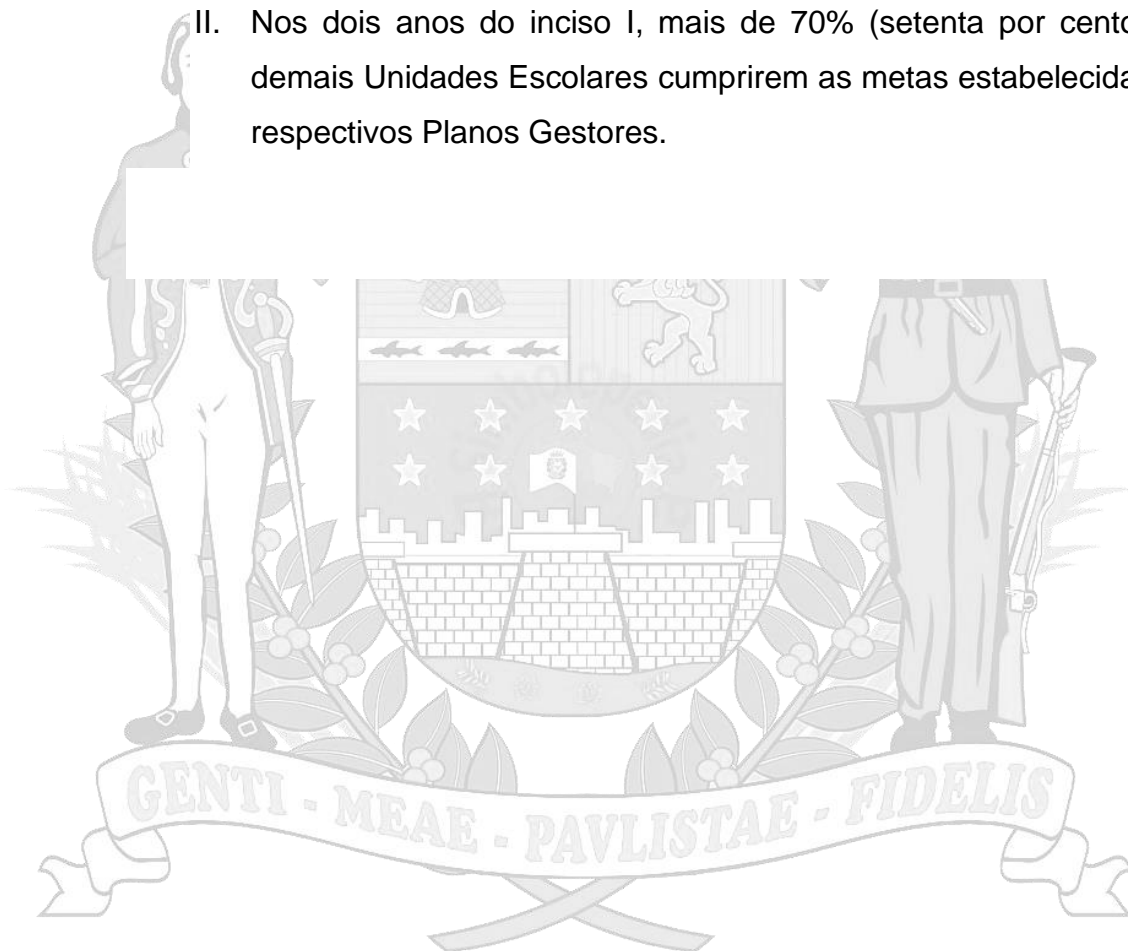 II. Nos dois anos do inciso I, mais de 70% (setenta por cento
demais Unidades Escolares cumprirem as metas estabelecida
respectivos Planos Gestores.
GENTI - MEAE - PAVLISTAE - FIDELIS